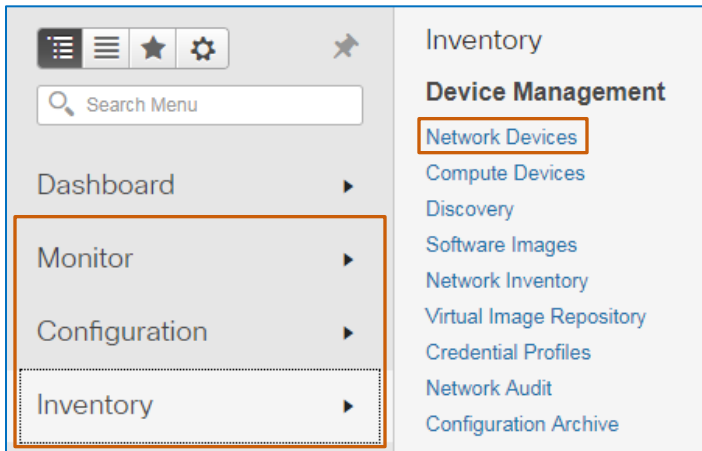 Search Menu
Dashboard
Monitor
Configuration
Inventory
Inventory
Device Management
Network Devices
Compute Devices
Discovery
Software Images
Network Inventory
Virtual Image Repository
Credential Profiles
Network Audit
Configuration Archive